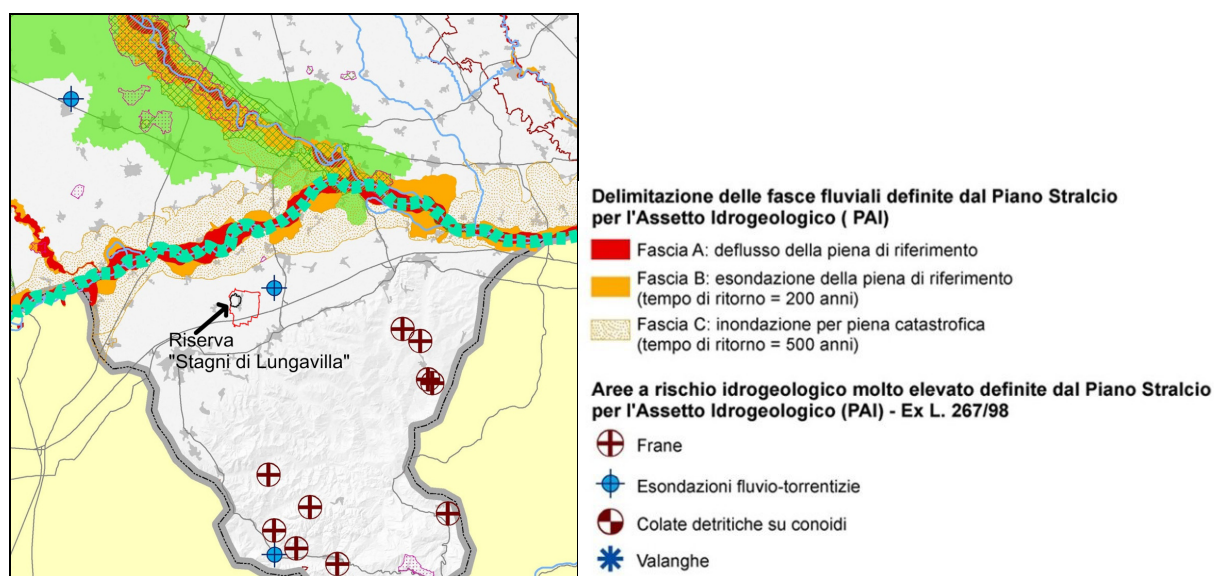 Riserva
"Stagni di Lungavilla"
Delimitazione delle fasce fluviali definite dal Piano Stralcio
per l'Assetto Idrogeologico ( PAI)
Fascia A: deflusso della piena di riferimento
Fascia B: esondazione della piena di riferimento
(tempo di ritorno = 200 anni)
Fascia C: inondazione per piena catastrofica
(tempo di ritorno = 500 anni)
Aree a rischio idrogeologico molto elevato definite dal Piano Stralcio
per l'Assetto Idrogeologico (PAI) - Ex L. 267/98
Frane
Esondazioni fluvio-torrentizie
Colate detritiche su conoidi
Valanghe